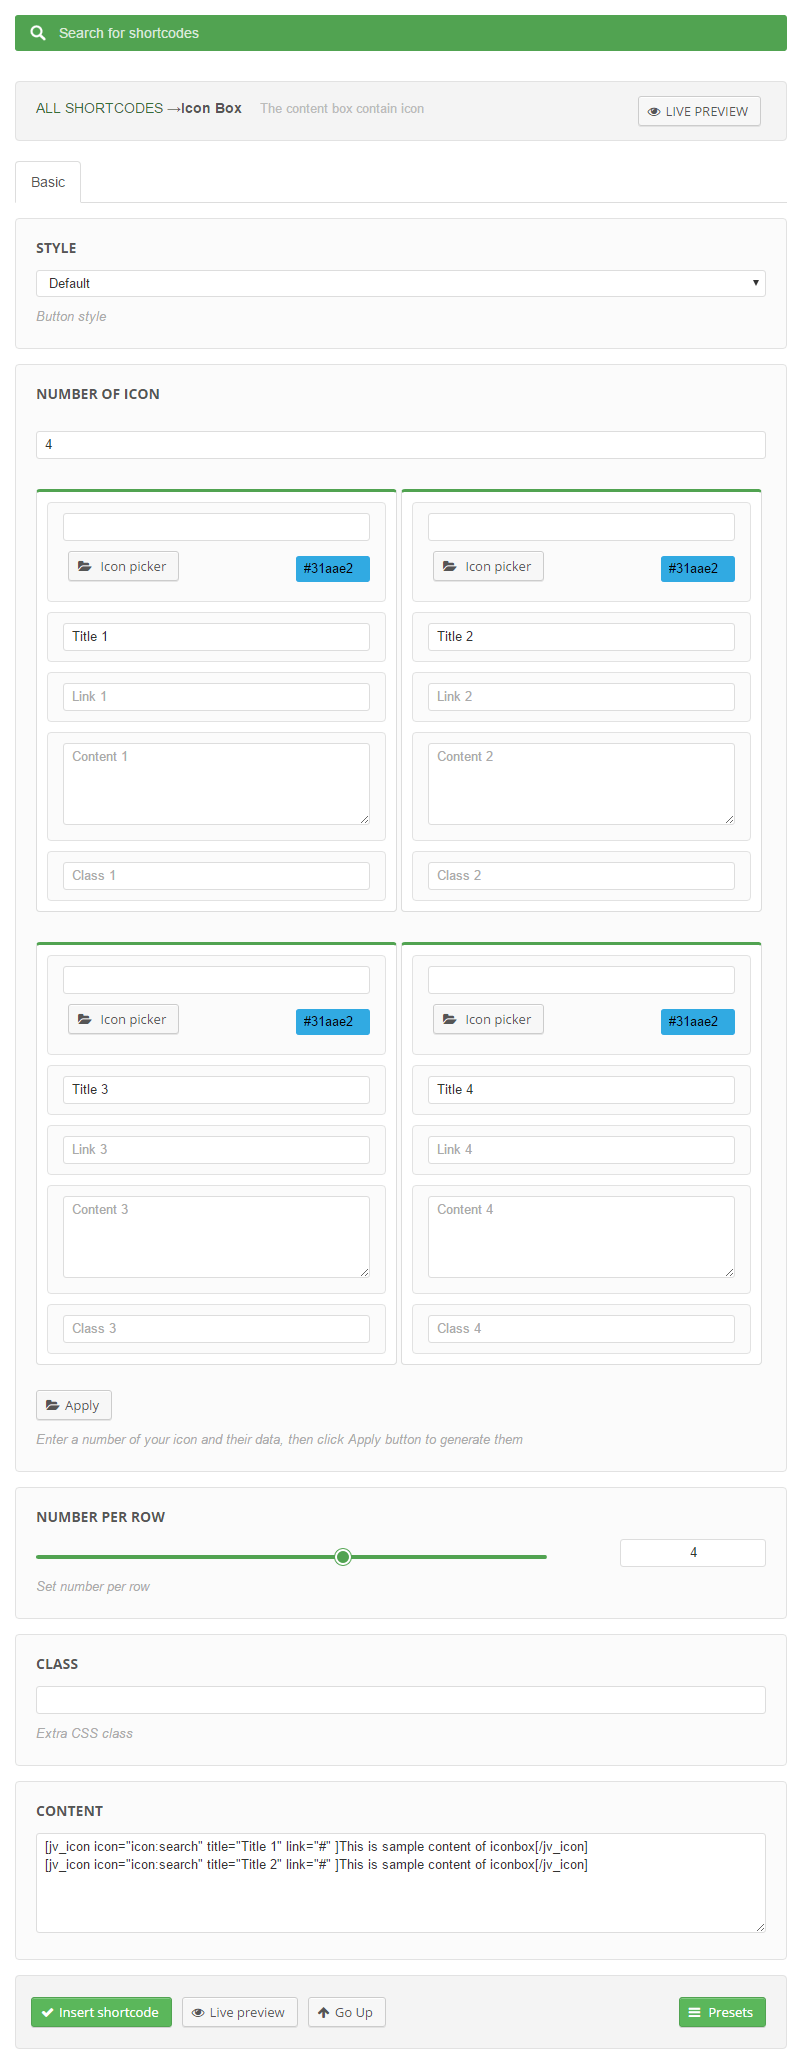 Search for shortcodes
ALL SHORTCODES →Icon Box The content box contain icon LIVE PREVIEW
Basic
STYLE
Default
Button style
NUMBER OF ICON
4
Icon picker #31aae2 Icon picker #31aae2
Title 1 Title 2
Link 1 Link 2
Content 1 Content 2
Class 1 Class 2
Icon picker #31aae2 Icon picker #31aae2
Title 3 Title 4
Link 3 Link 4
Content 3 Content 4
Class 3 Class 4
Apply
Enter a number of your icon and their data, then click Apply button to generate them
NUMBER PER ROW
4
Set number per row
CLASS
Extra CSS class
CONTENT
[jv_icon icon="icon:search" title="Title 1" link="#" ]This is sample content of iconbox[/jv_icon]
[jv_icon icon="icon:search" title="Title 2" link="#" ]This is sample content of iconbox[/jv_icon]
Insert shortcode Live preview Go Up Presets